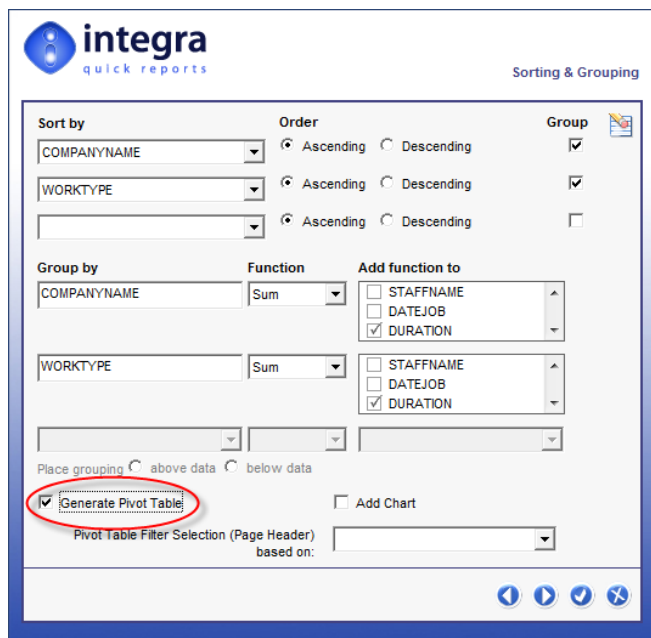 integra
quick reports
Sorting & Grouping
Sort by Order Group
COMPANYNAME Ascending Descending
WORKTYPE Ascending Descending
Ascending Descending
Group by Function Add function to
COMPANYNAME Sum STAFFNAME
DATEJOB
DURATION
WORKTYPE Sum STAFFNAME
DATEJOB
DURATION
Place grouping above data below data
Generate Pivot Table Add Chart
Pivot Table Filter Selection (Page Header)
based on: